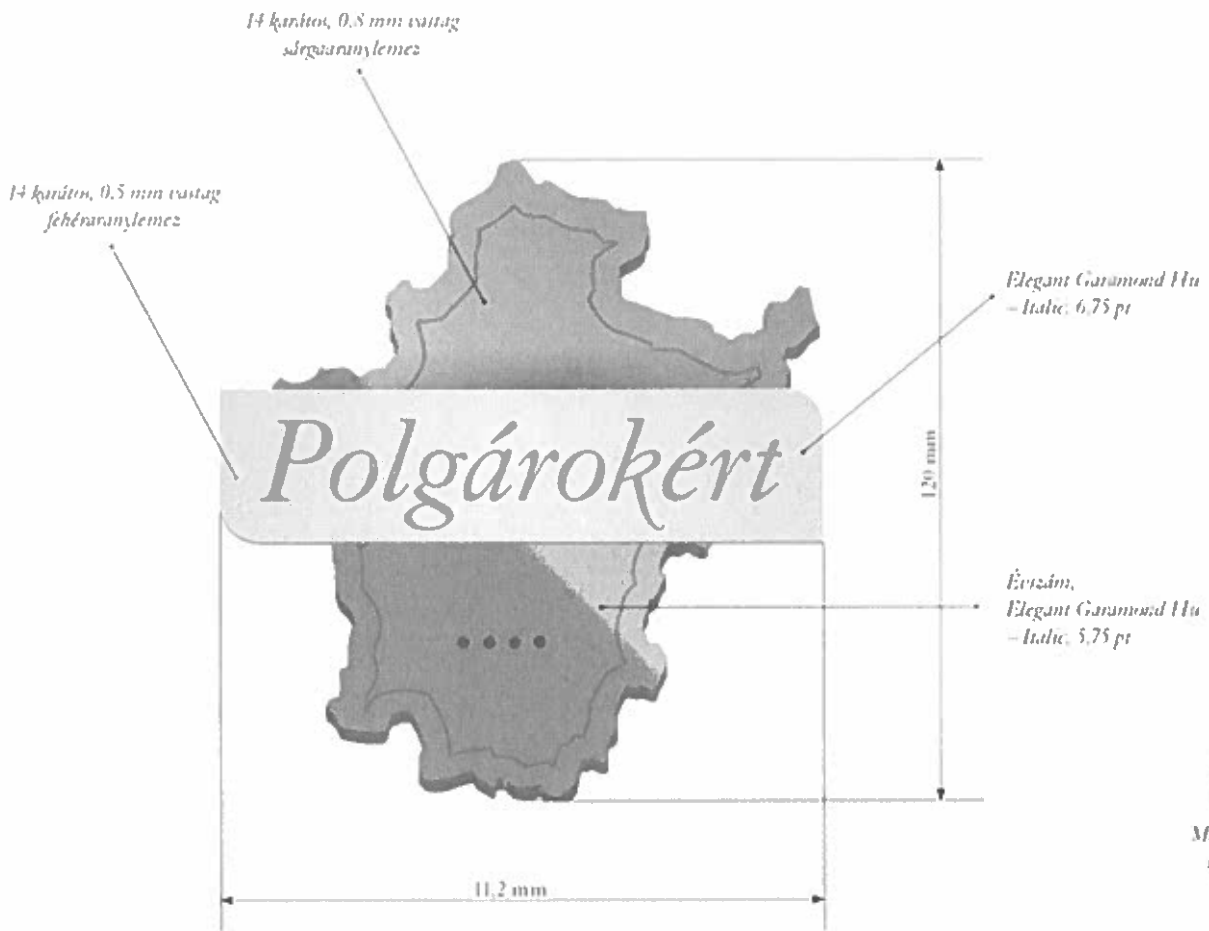 14 karátos, 0,8 mm vastag
sárgaaranylemez
14 karátos, 0,5 mm vastag
fehéraranylemez
Elegant Garamond Hu
– Italic, 6,75 pt
Polgárokért
120 mm
Évszám,
Elegant Garamond Hu
– Italic, 5,75 pt
11,2 mm